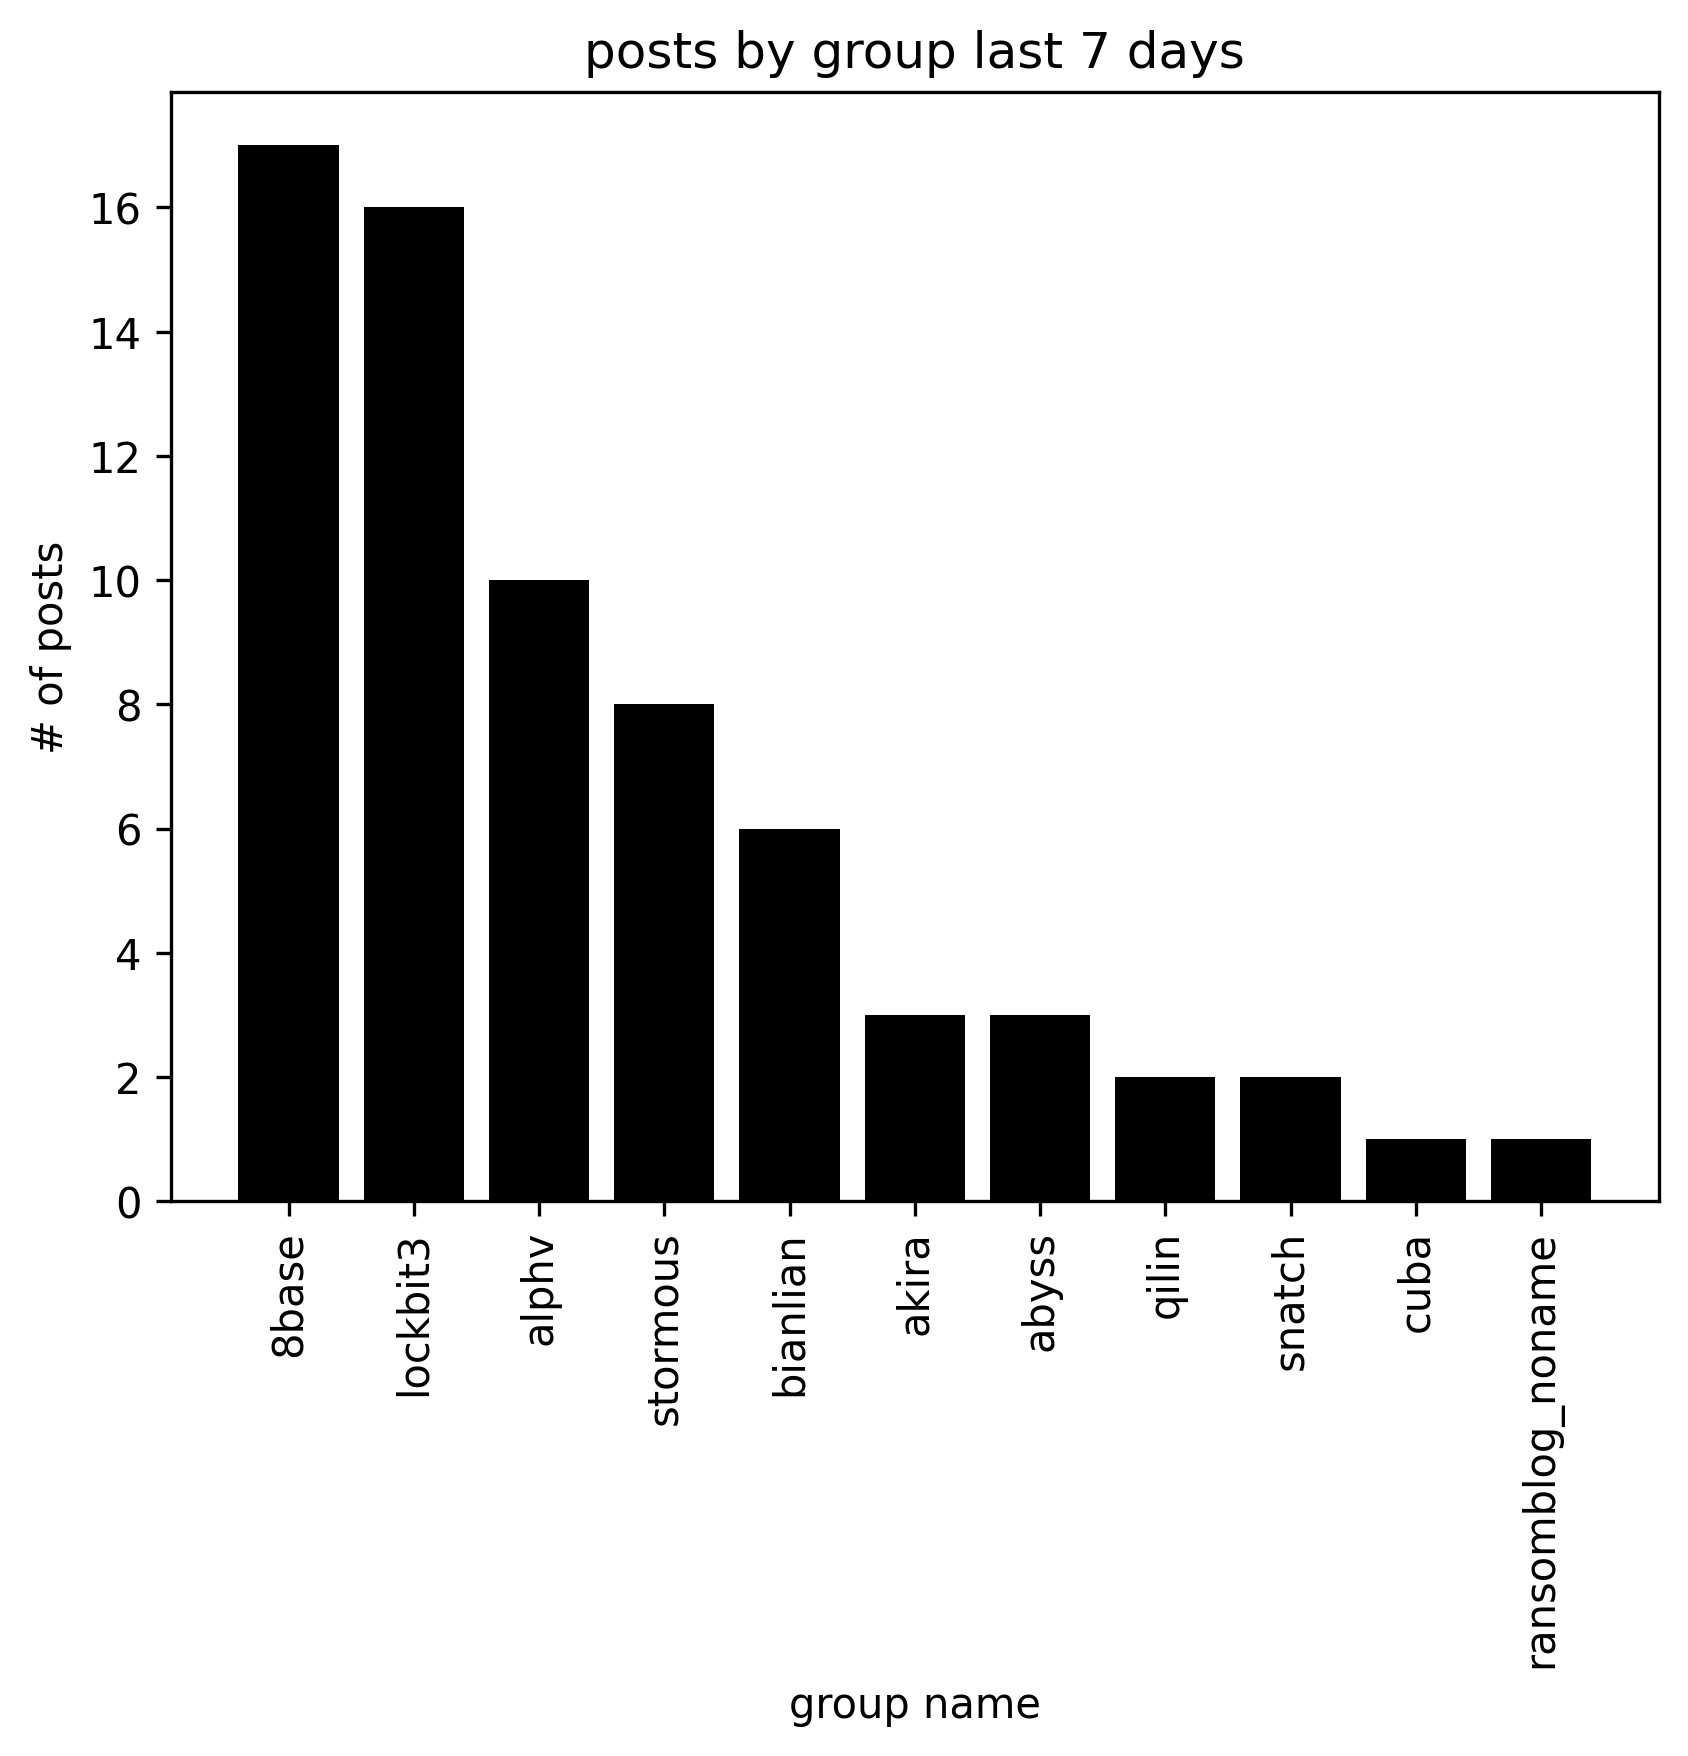 posts by group last 7 days
# of posts
16
14
12
10
8
6
4
2
0
8base
lockbit3
alphv
stormous
bianlian
akira
abyss
qilin
snatch
cuba
ransomblog_noname
group name